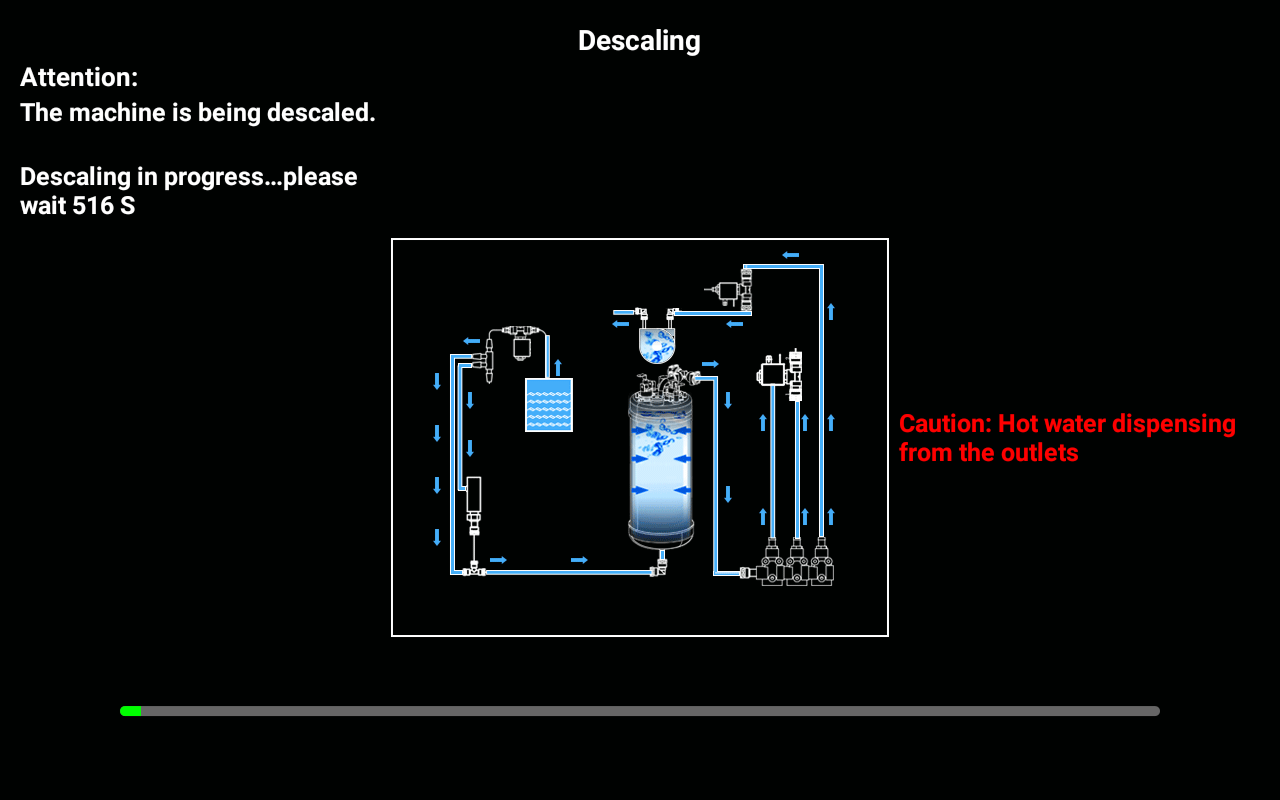 Descaling
Attention:
The machine is being descaled.
Descaling in progress...please
wait 516 S
Caution: Hot water dispensing
from the outlets